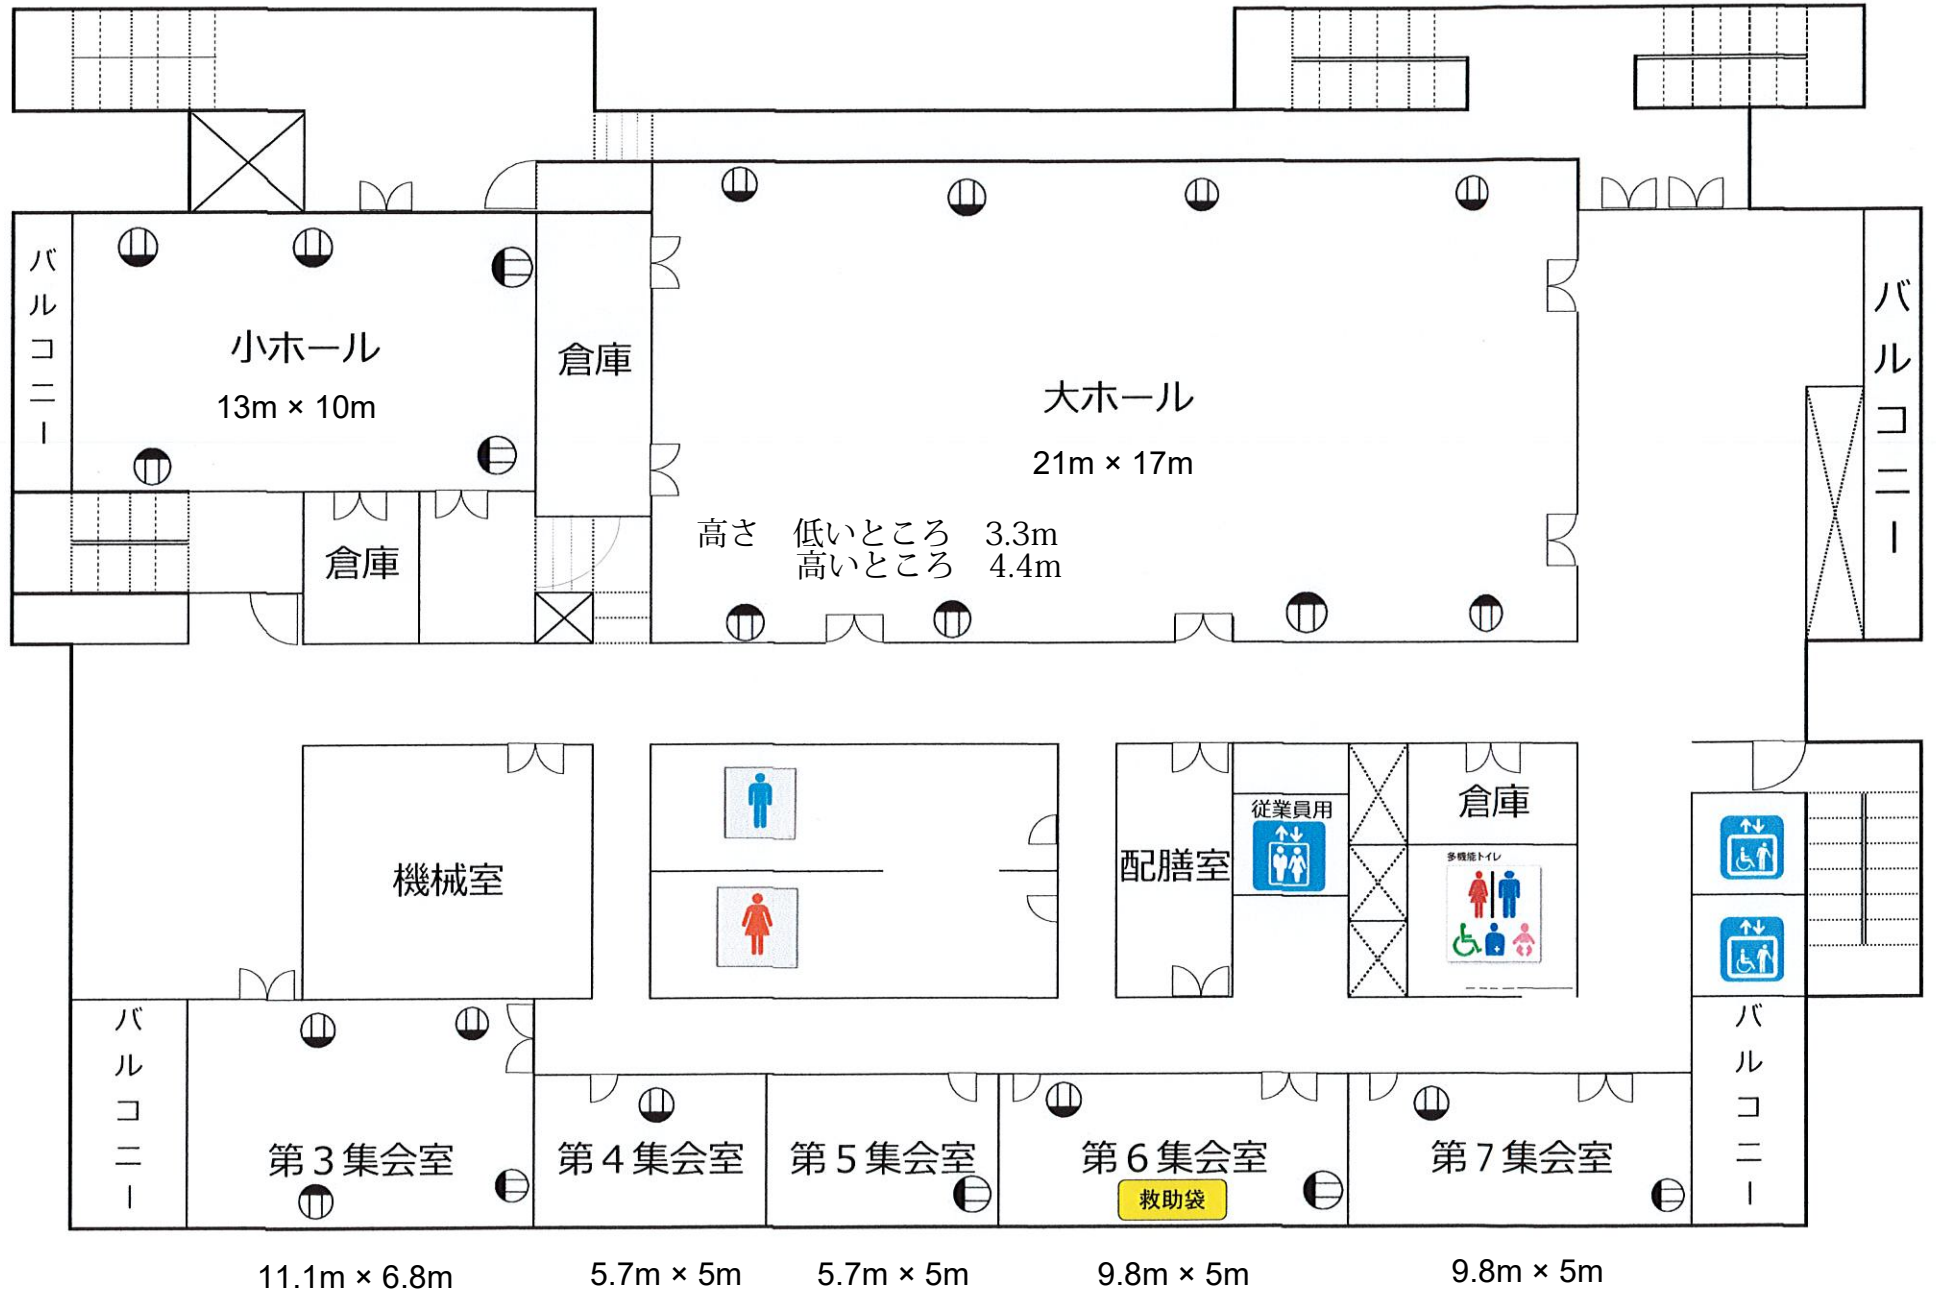 バルコニー
小ホール
13m × 10m
倉庫
大ホール
21m × 17m
高さ　低いところ　3.3m
高いところ　4.4m
バルコニー
倉庫
機械室
配膳室
従業員用
倉庫
多機能トイレ
バルコニー
第３集会室
第４集会室
第５集会室
第６集会室
救助袋
第７集会室
バルコニー
11.1m × 6.8m
5.7m × 5m
5.7m × 5m
9.8m × 5m
9.8m × 5m